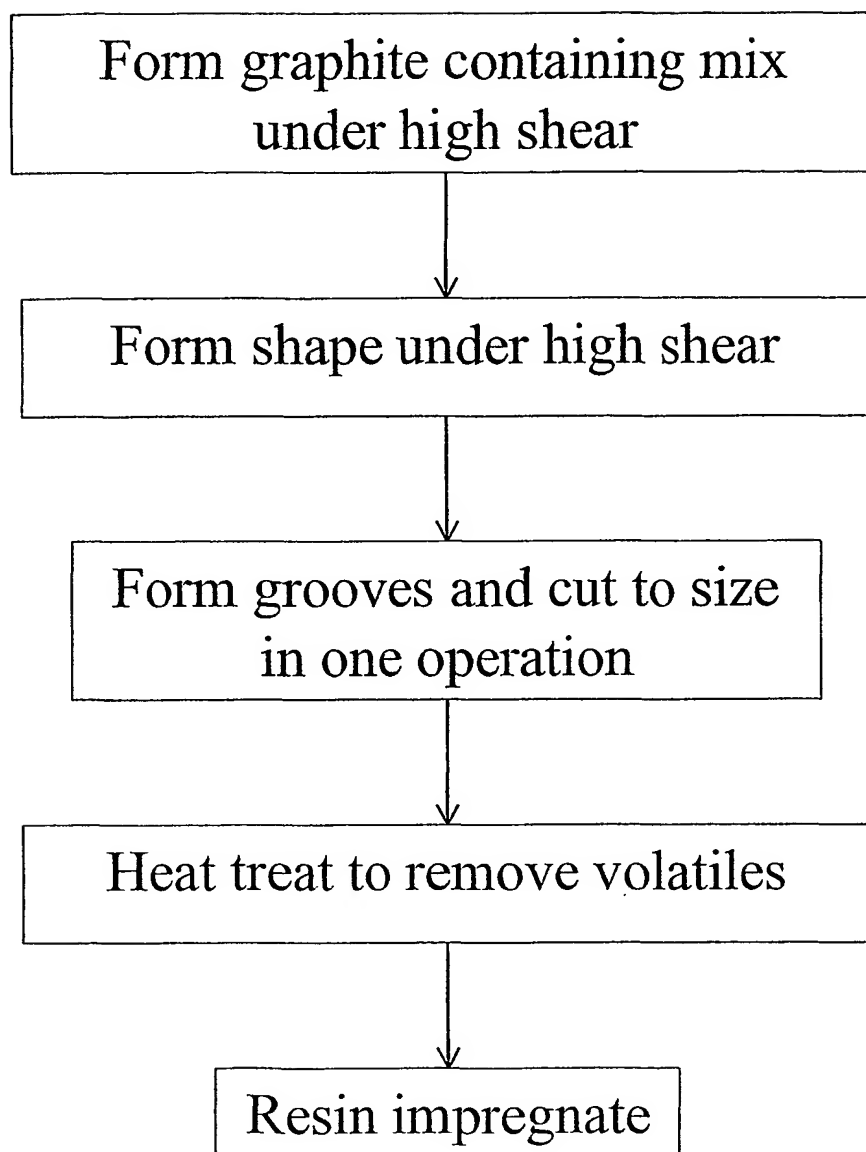 Form graphite containing mix
under high shear
Form shape under high shear
Form grooves and cut to size
in one operation
Heat treat to remove volatiles
Resin impregnate